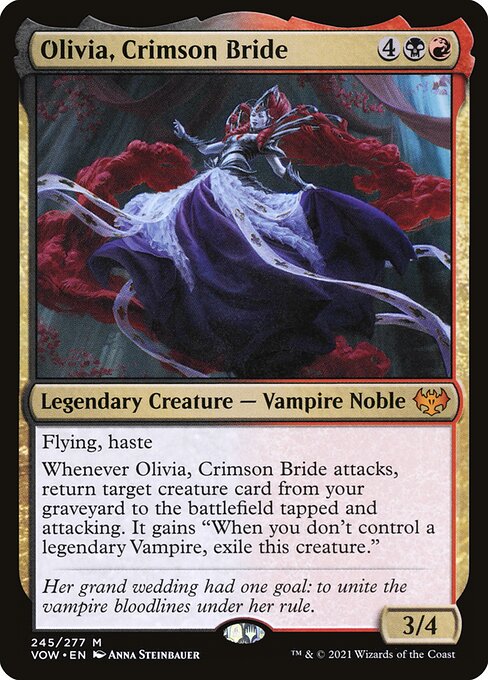 Olivia, Crimson Bride 4
Legendary Creature — Vampire Noble
Flying, haste
Whenever Olivia, Crimson Bride attacks,
return target creature card from your
graveyard to the battlefield tapped and
attacking. It gains “When you don’t control a
legendary Vampire, exile this creature.”
Her grand wedding had one goal: to unite the
vampire bloodlines under her rule.
3/4
245/277 M
VOW • EN Anna Steinbauer
™ & © 2021 Wizards of the Coast